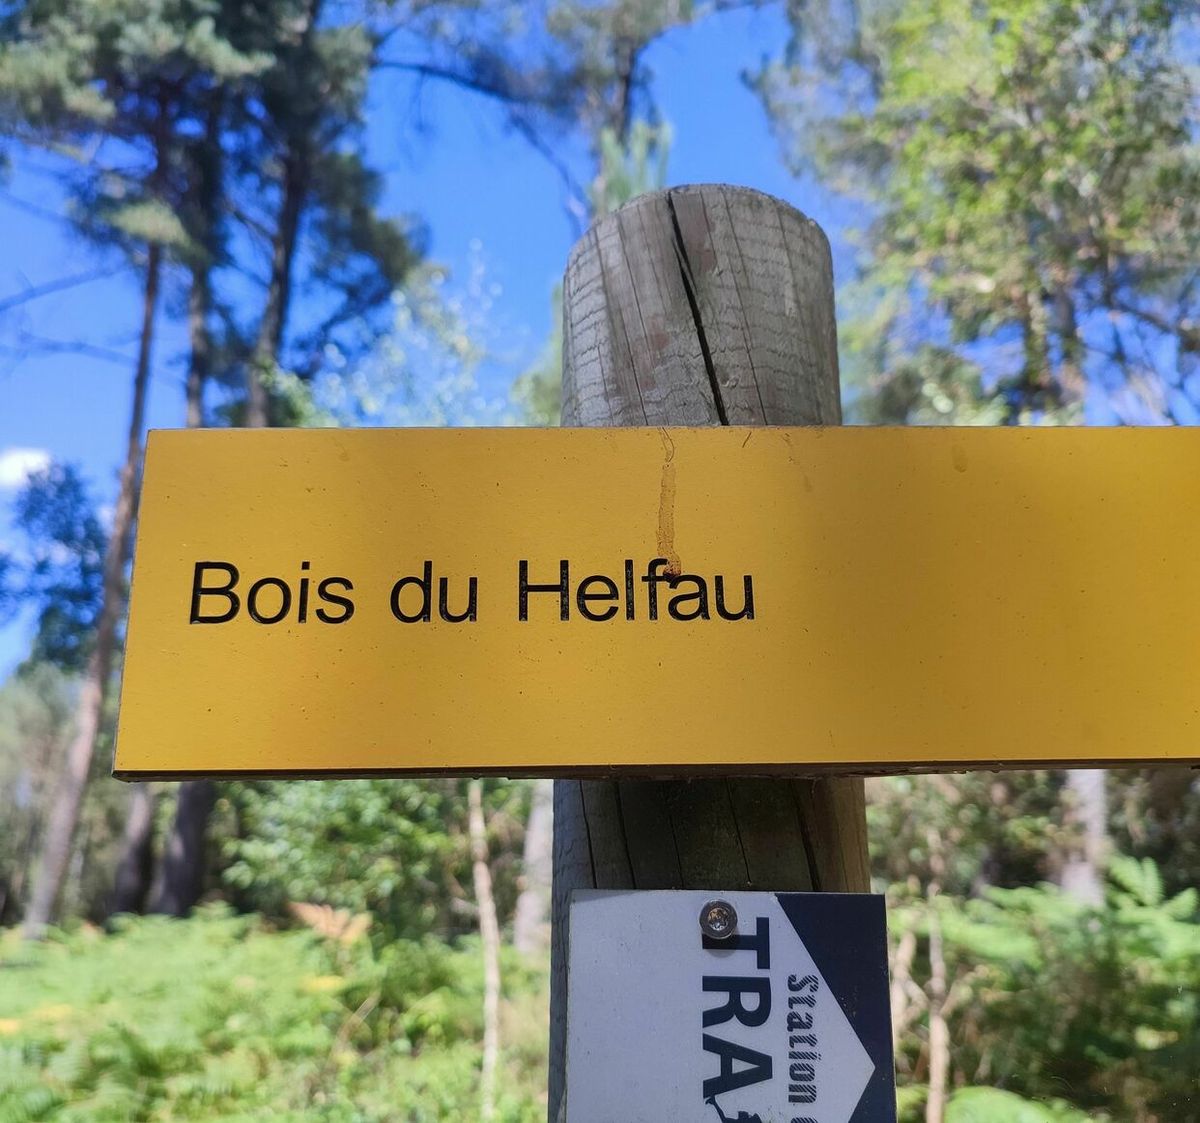 Bois du Helfau
Station
TRA